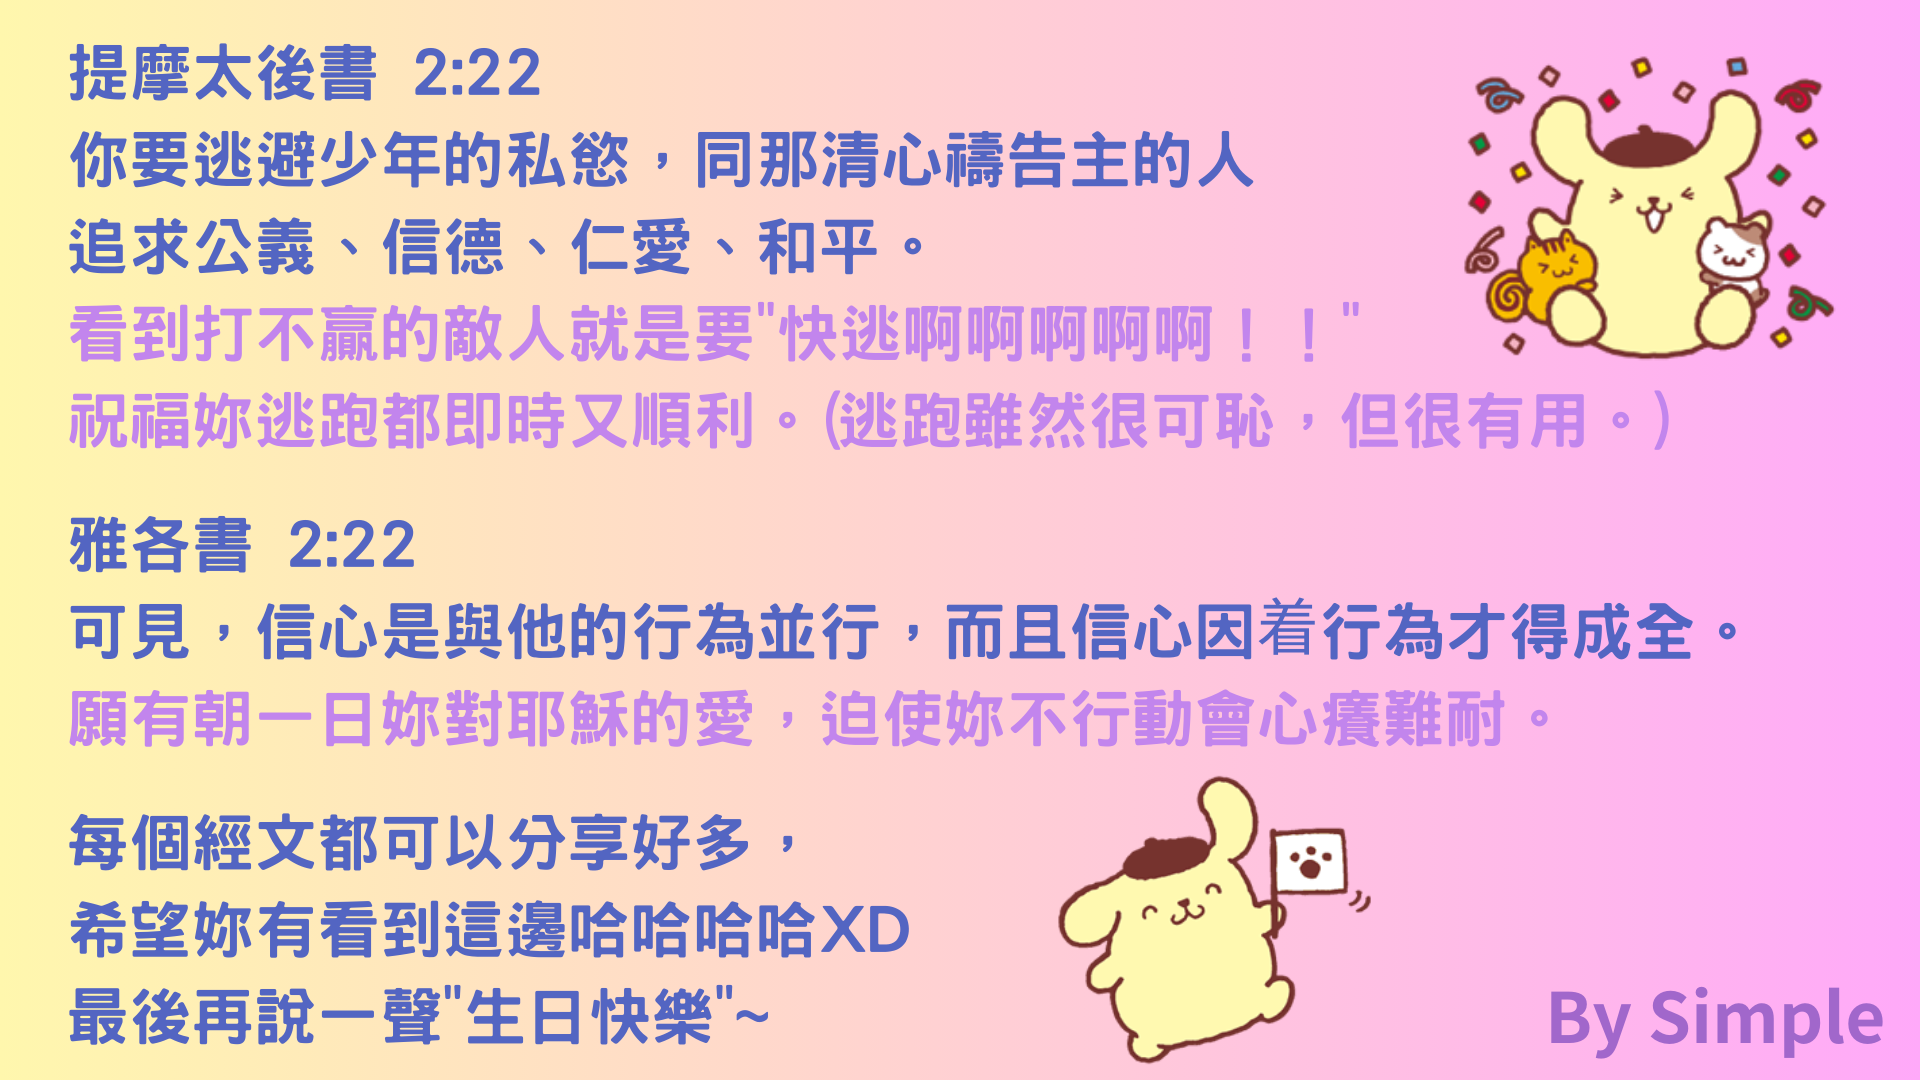 提摩太後書 2:22
你要逃避少年的私慾，同那清心禱告主的人
追求公義、信德、仁愛、和平。
看到打不贏的敵人就是要"快逃啊啊啊啊啊！！"
祝福妳逃跑都即時又順利。(逃跑雖然很可恥，但很有用。)
雅各書 2:22
可見，信心是與他的行為並行，而且信心因着行為才得成全。
願有朝一日妳對耶穌的愛，迫使妳不行動會心癢難耐。
每個經文都可以分享好多，
希望妳有看到這邊哈哈哈哈XD
最後再說一聲"生日快樂"~
By Simple